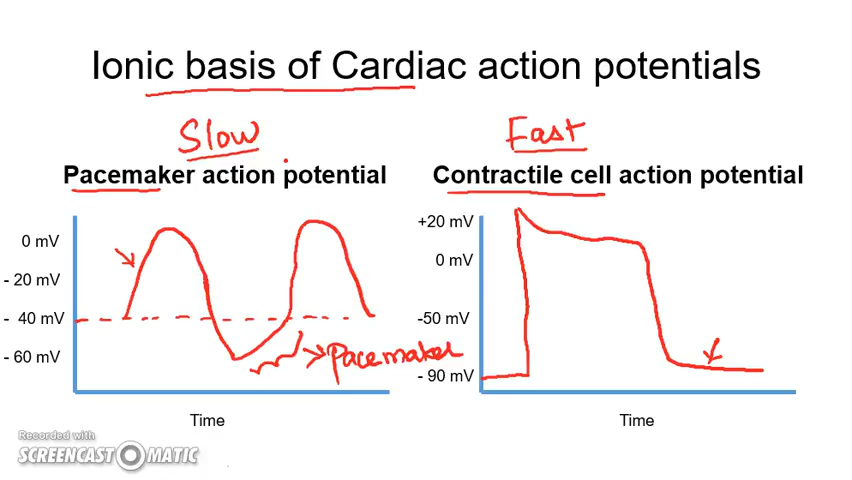 Ionic basis of Cardiac action potentials
Slow
Fast
Pacemaker action potential
Contractile cell action potential
0 mV
- 20 mV
- 40 mV
- 60 mV
Pacemaker
Time
+20 mV
0 mV
-50 mV
- 90 mV
Time
Recorded with
SCREENCAST MATIC